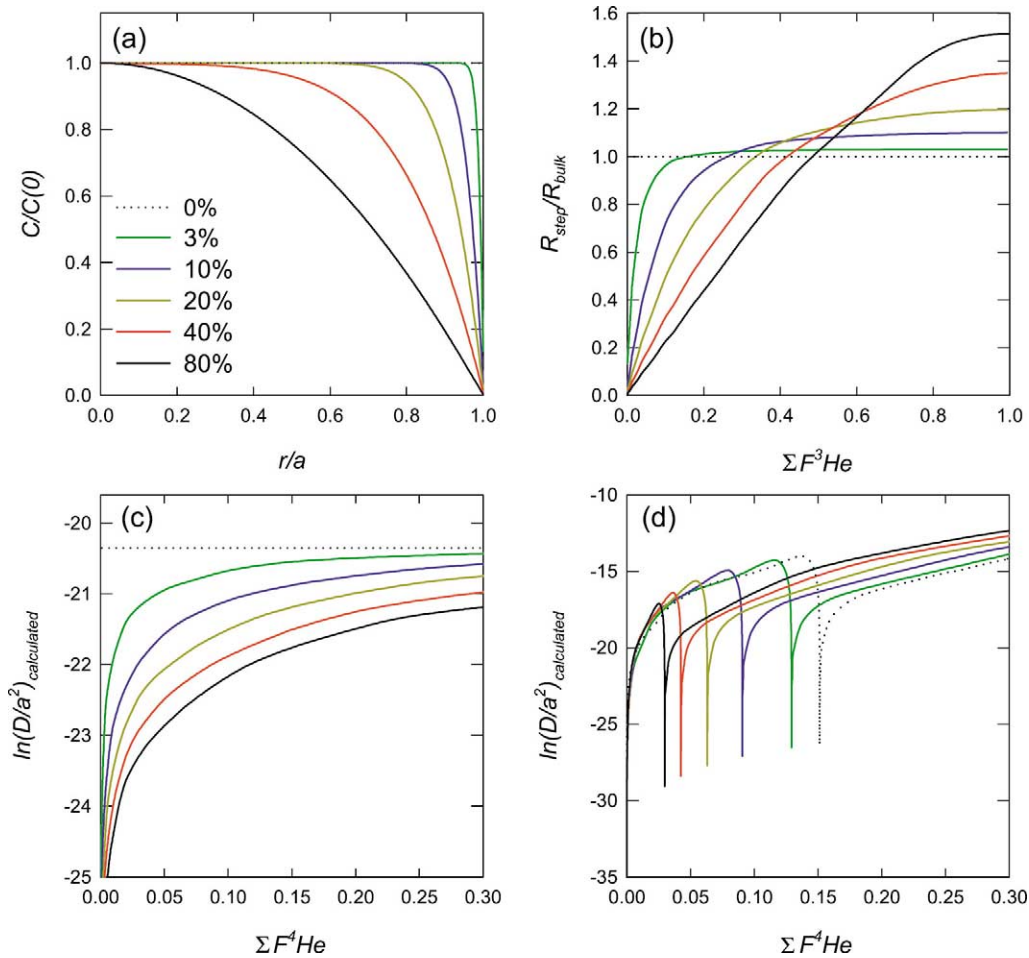 (a)
C/C(0)
1.0
0.8
0.6
0.4
0.2
0.0
0%
3%
10%
20%
40%
80%
0.0 0.2 0.4 0.6 0.8 1.0
r/a
(b)
R_step/R_bulk
1.6
1.4
1.2
1.0
0.8
0.6
0.4
0.2
0.0
0.0 0.2 0.4 0.6 0.8 1.0
Σ F³He
(c)
ln(D/a²)calculated
-20
-21
-22
-23
-24
-25
0.00 0.05 0.10 0.15 0.20 0.25 0.30
Σ F⁴He
(d)
ln(D/a²)calculated
-10
-15
-20
-25
-30
-35
0.00 0.05 0.10 0.15 0.20 0.25 0.30
Σ F⁴He